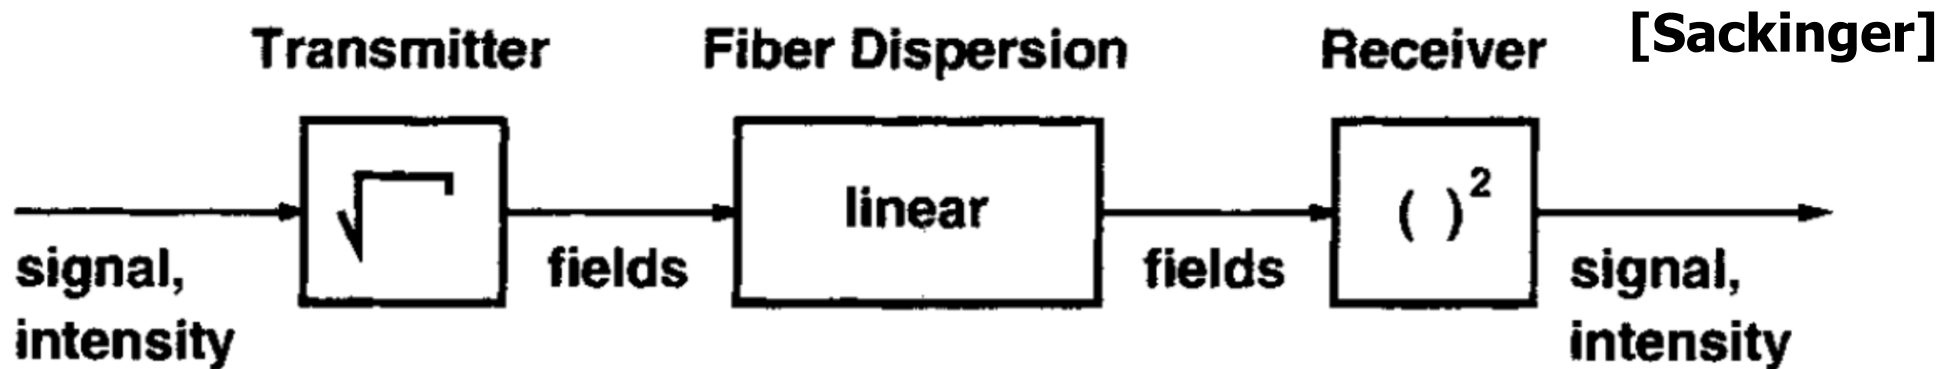 Transmitter
Fiber Dispersion
Receiver
[Sackinger]
signal,
intensity
√
fields
linear
fields
( )²
signal,
intensity